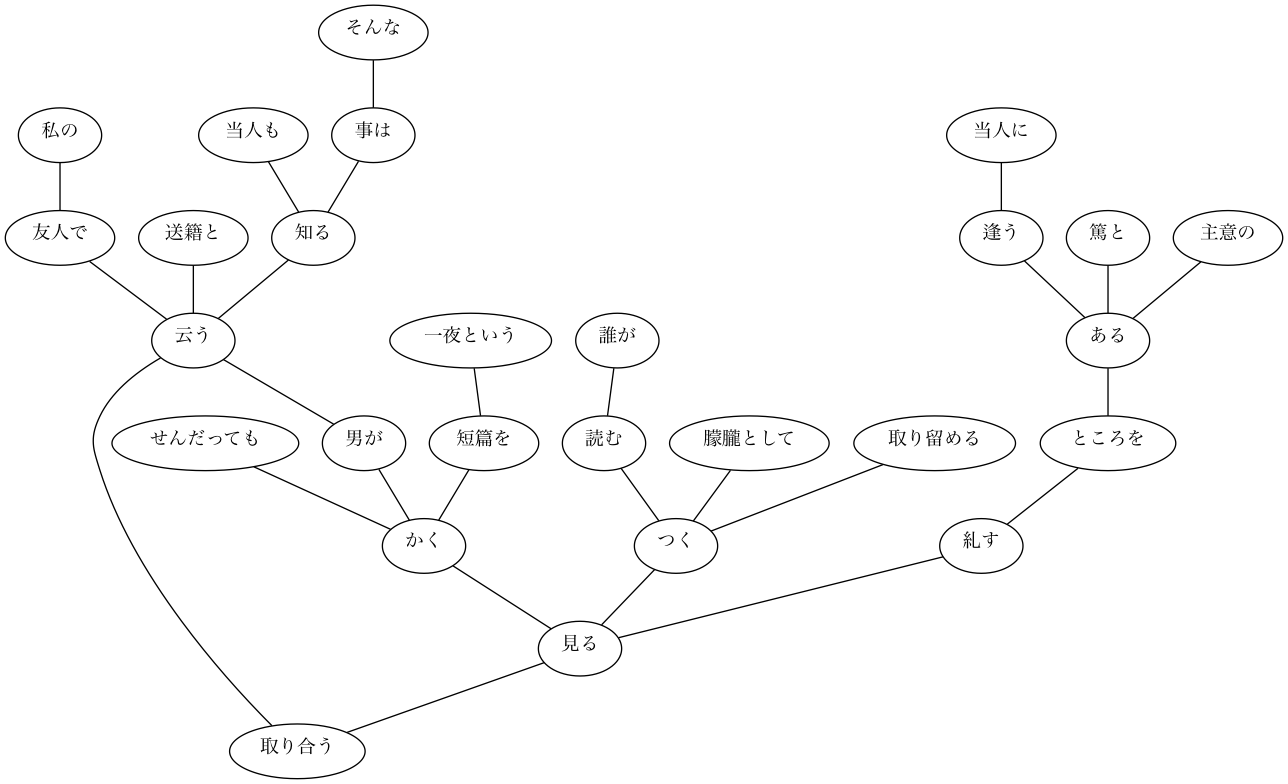 そんな
私の
当人も
事は
当人に
友人で
送籍と
知る
逢う
篤と
主意の
云う
一夜という
誰が
ある
せんだっても
男が
短篇を
読む
朦朧として
取り留める
ところを
かく
つく
糺す
見る
取り合う